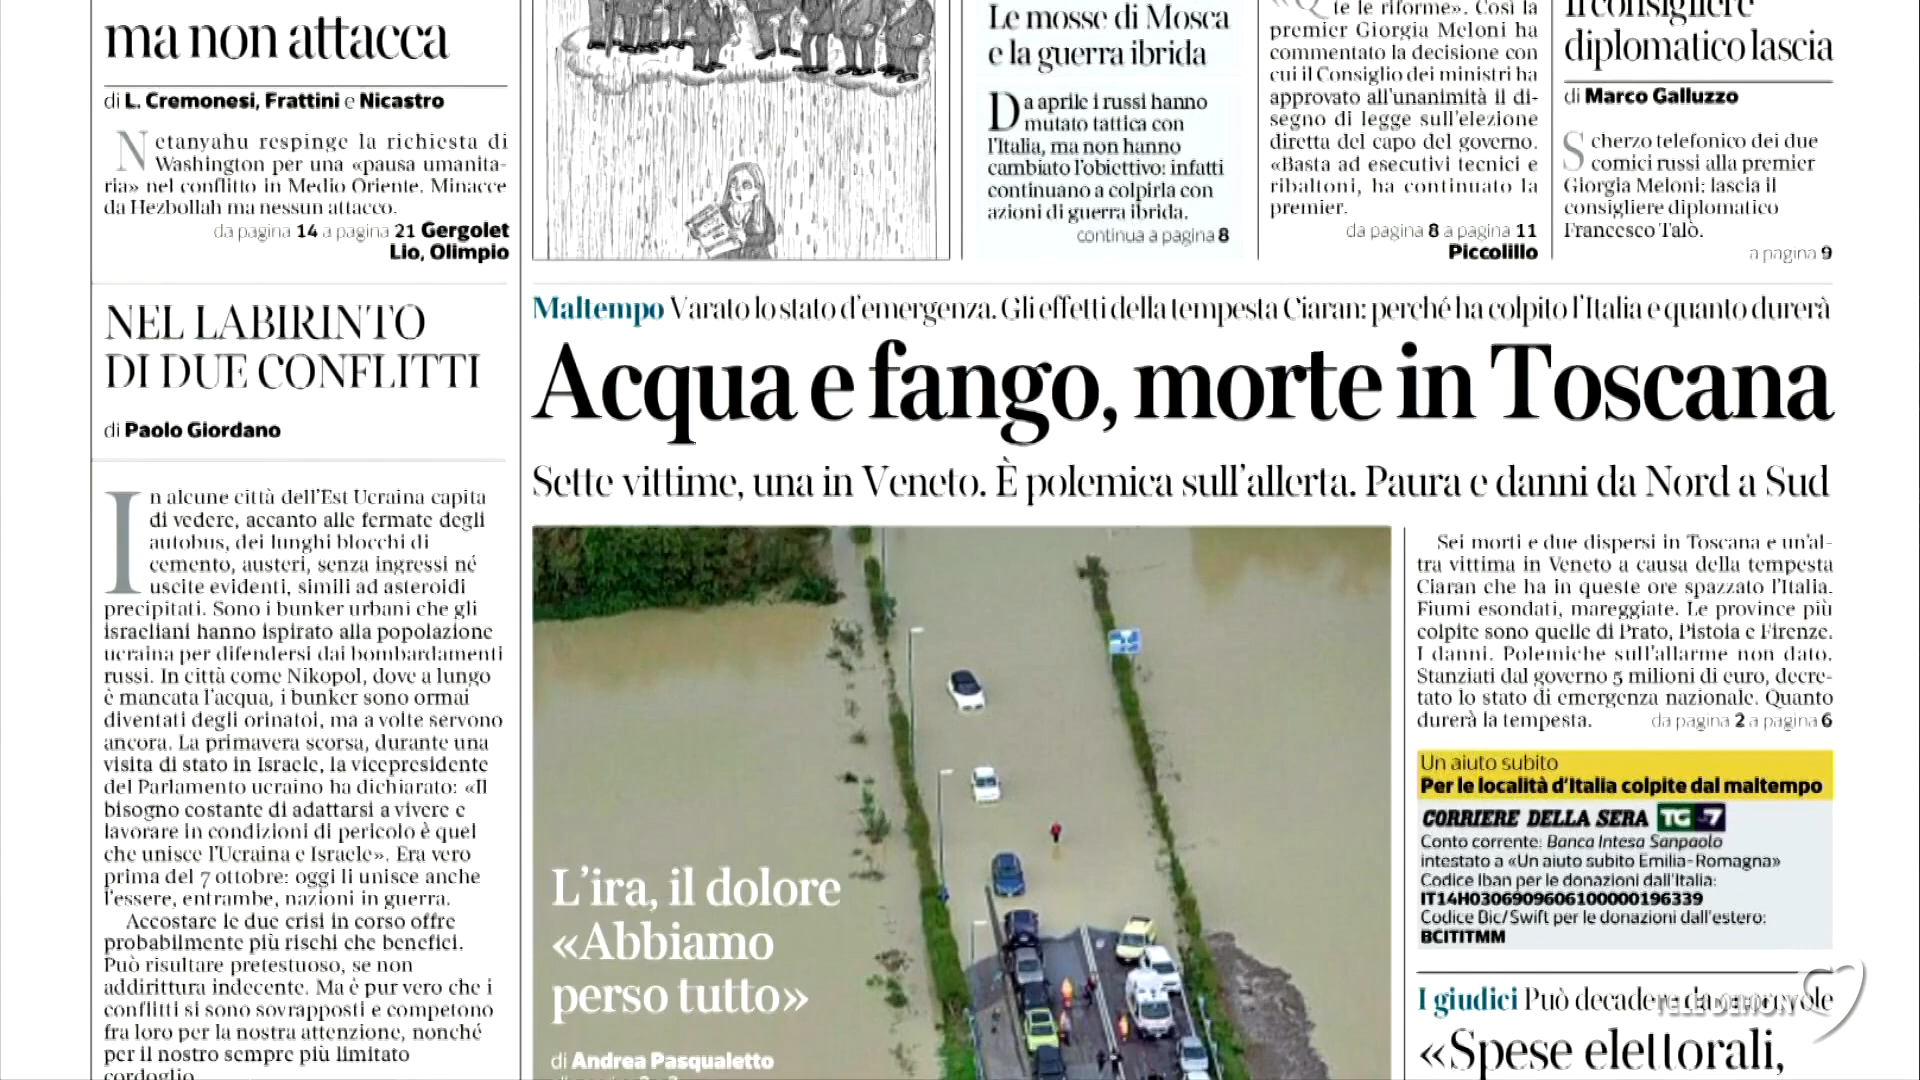 ma non attacca
di L. Cremonesi, Frattini e Nicastro
Netanyahu respinge la richiesta di
Washington per una «pausa umanita-
ria» nel conflitto in Medio Oriente. Minacce
da Hezbollah ma nessun attacco.
da pagina 14 a pagina 21 Gergolet
Lio, Olimpio
NEL LABIRINTO
DI DUE CONFLITTI
di Paolo Giordano
In alcune città dell'Est Ucraina capita
di vedere, accanto alle fermate degli
autobus, dei lunghi blocchi di
cemento, austeri, senza ingressi né
uscite evidenti, simili ad asteroidi
precipitati. Sono i bunker urbani che gli
israeliani hanno ispirato alla popolazione
ucraina per difendersi dai bombardamenti
russi. In città come Nikopol, dove a lungo
è mancata l'acqua, i bunker sono ormai
diventati degli orinatoi, ma a volte servono
ancora. La primavera scorsa, durante una
visita di stato in Israele, la vicepresidente
del Parlamento ucraino ha dichiarato: «Il
bisogno costante di adattarsi a vivere e
lavorare in condizioni di pericolo è quel
che unisce l'Ucraina e Israele». Era vero
prima del 7 ottobre: oggi li unisce anche
l'essere, entrambe, nazioni in guerra.
Accostare le due crisi in corso offre
probabilmente più rischi che benefici.
Può risultare pretestuoso, se non
addirittura indecente. Ma è pur vero che i
conflitti si sono sovrapposti e competono
fra loro per la nostra attenzione, nonché
per il nostro sempre più limitato
cordoglio.
Le mosse di Mosca
e la guerra ibrida
Da aprile i russi hanno
mutato tattica con
l'Italia, ma non hanno
cambiato l'obiettivo: infatti
continuano a colpirla con
azioni di guerra ibrida.
continua a pagina 8
te le riforme». Così la
premier Giorgia Meloni ha
commentato la decisione con
cui il Consiglio dei ministri ha
approvato all'unanimità il di-
segno di legge sull'elezione
diretta del capo del governo.
«Basta ad esecutivi tecnici e
ribaltoni, ha continuato la
premier.
da pagina 8 a pagina 11
Piccolillo
Il consigliere
diplomatico lascia
di Marco Galluzzo
Scherzo telefonico dei due
comici russi alla premier
Giorgia Meloni: lascia il
consigliere diplomatico
Francesco Talò.
a pagina 9
Maltempo Varato lo stato d'emergenza. Gli effetti della tempesta Ciaran: perché ha colpito l'Italia e quanto durerà
Acqua e fango, morte in Toscana
Sette vittime, una in Veneto. È polemica sull'allerta. Paura e danni da Nord a Sud
L'ira, il dolore
«Abbiamo
perso tutto»
di Andrea Pasqualetto
Sei morti e due dispersi in Toscana e un'al-
tra vittima in Veneto a causa della tempesta
Ciaran che ha in queste ore spazzato l'Italia.
Fiumi esondati, mareggiate. Le province più
colpite sono quelle di Prato, Pistoia e Firenze.
I danni. Polemiche sull'allarme non dato.
Stanziati dal governo 5 milioni di euro, decre-
tato lo stato di emergenza nazionale. Quanto
durerà la tempesta. da pagina 2 a pagina 6
Un aiuto subito
Per le località d'Italia colpite dal maltempo
CORRIERE DELLA SERA TG 7
Conto corrente: Banca Intesa Sanpaolo
intestato a «Un aiuto subito Emilia-Romagna»
Codice Iban per le donazioni dall'Italia:
IT14H0306909606100000196339
Codice Bic/Swift per le donazioni dall'estero:
BCITITMM
I giudici Può decadere da
«Spese elettorali,